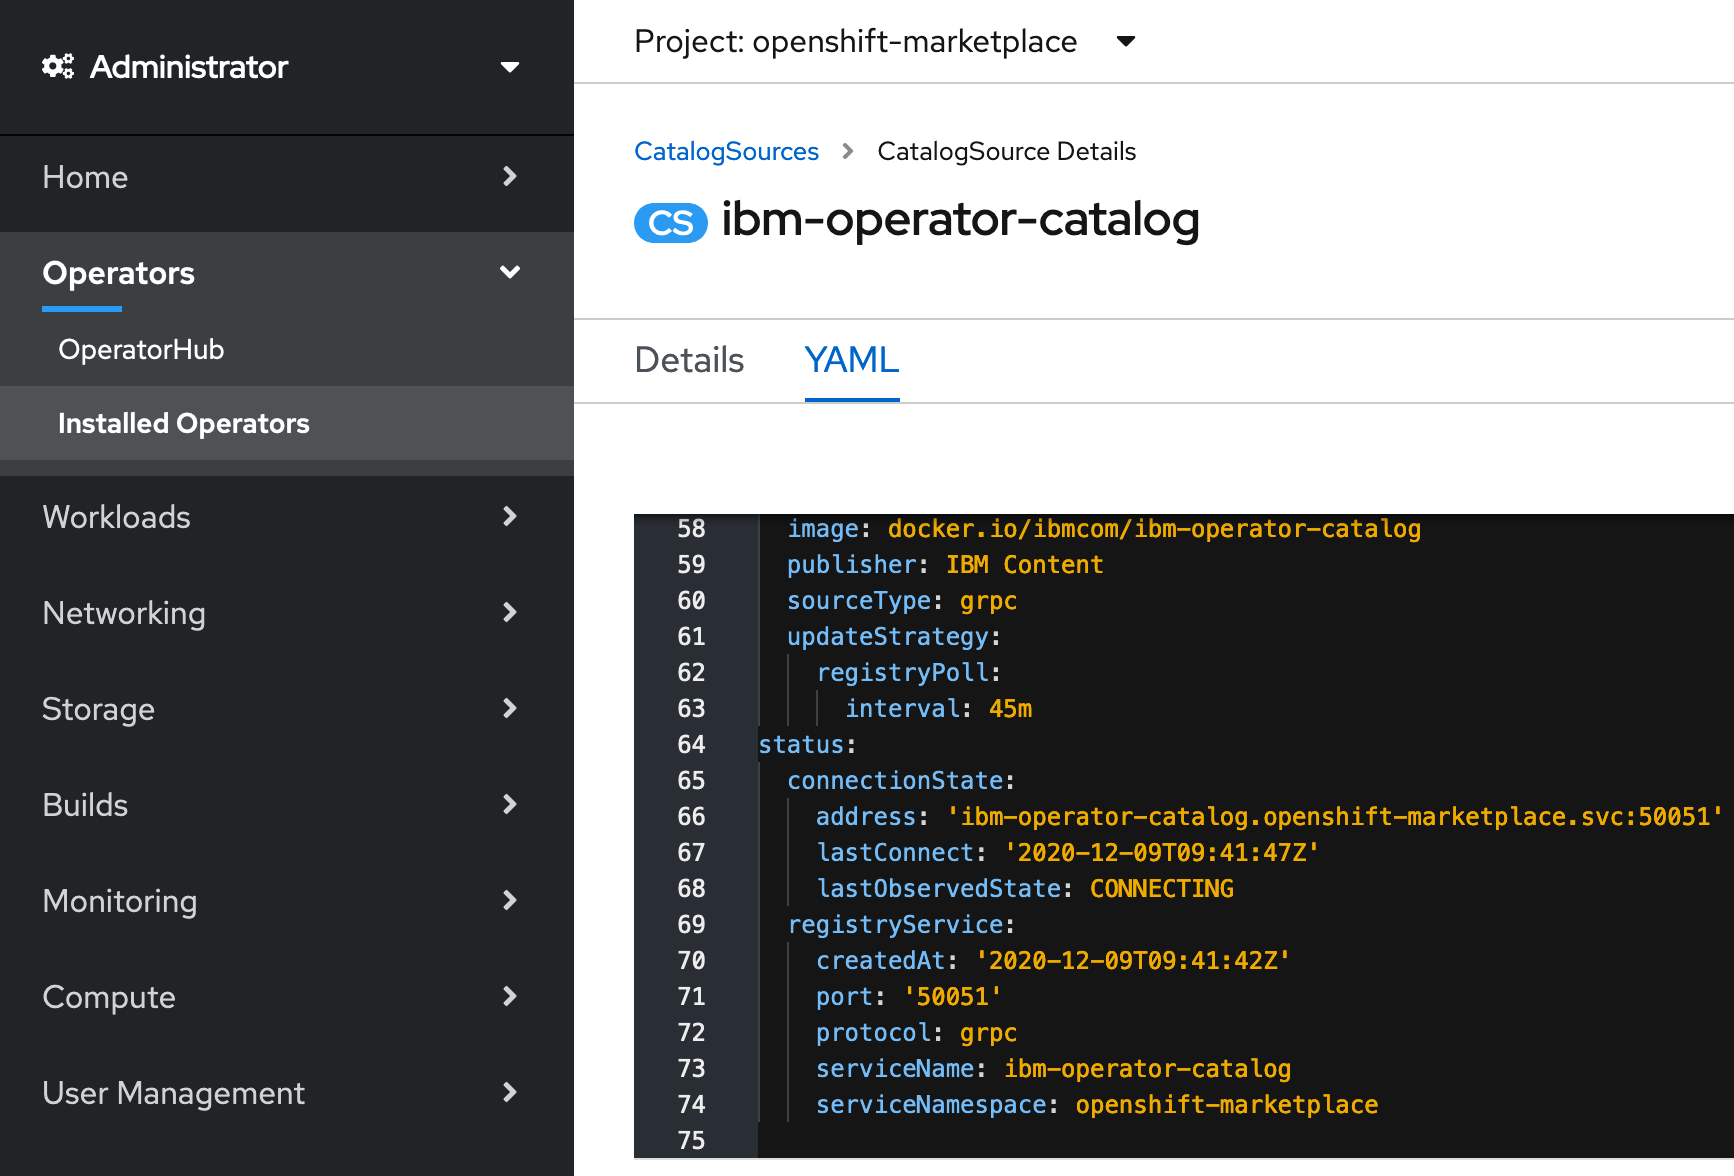 Administrator
Home
Operators
OperatorHub
Installed Operators
Workloads
Networking
Storage
Builds
Monitoring
Compute
User Management
Project: openshift-marketplace
CatalogSources > CatalogSource Details
CS ibm-operator-catalog
Details YAML
58 image: docker.io/ibmcom/ibm-operator-catalog
59 publisher: IBM Content
60 sourceType: grpc
61 updateStrategy:
62 registryPoll:
63 interval: 45m
64 status:
65 connectionState:
66 address: 'ibm-operator-catalog.openshift-marketplace.svc:50051'
67 lastConnect: '2020-12-09T09:41:47Z'
68 lastObservedState: CONNECTING
69 registryService:
70 createdAt: '2020-12-09T09:41:42Z'
71 port: '50051'
72 protocol: grpc
73 serviceName: ibm-operator-catalog
74 serviceNamespace: openshift-marketplace
75